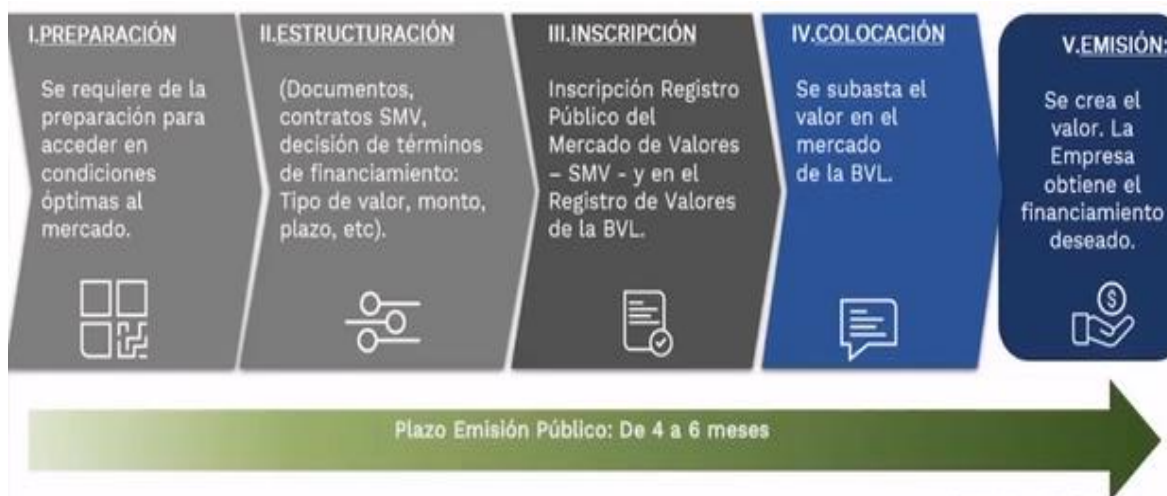 I.PREPARACIÓN
Se requiere de la
preparación para
acceder en
condiciones
óptimas al
mercado.
II.ESTRUCTURACIÓN
(Documentos,
contratos SMV,
decisión de términos
de financiamiento:
Tipo de valor, monto,
plazo, etc).
III.INSCRIPCIÓN
Inscripción Registro
Público del
Mercado de Valores
– SMV - y en el
Registro de Valores
de la BVL.
IV.COLOCACIÓN
Se subasta el
valor en el
mercado
de la BVL.
V.EMISIÓN:
Se crea el
valor. La
Empresa
obtiene el
financiamiento
deseado.
$
Plazo Emisión Público: De 4 a 6 meses